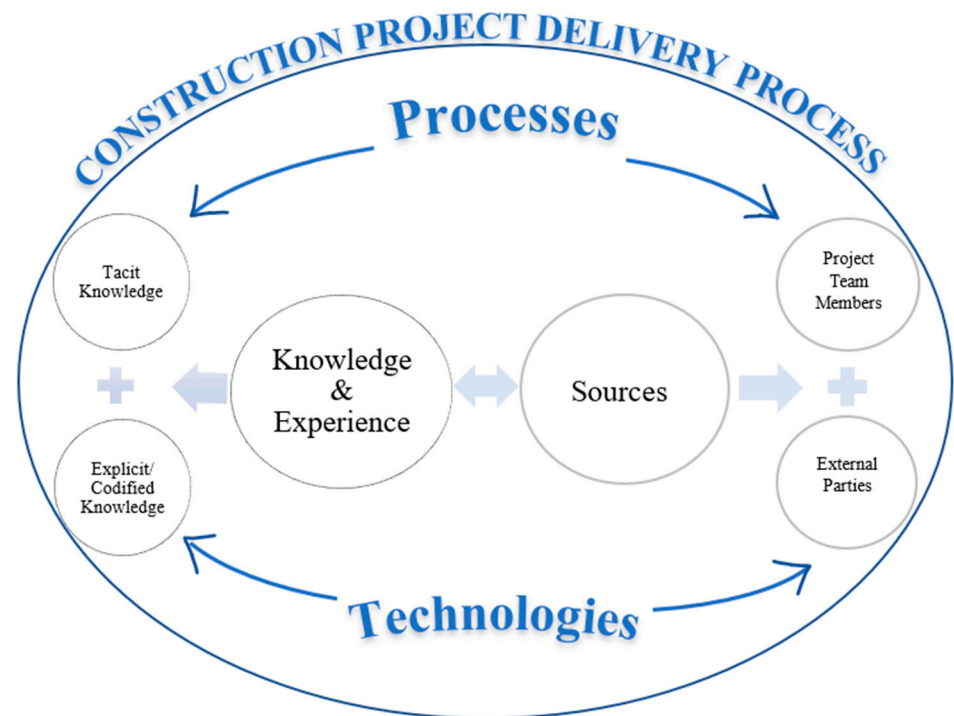 CONSTRUCTION PROJECT DELIVERY PROCESS
Processes
Tacit
Knowledge
Project
Team
Members
Knowledge
&
Experience
Sources
Explicit/
Codified
Knowledge
External
Parties
Technologies